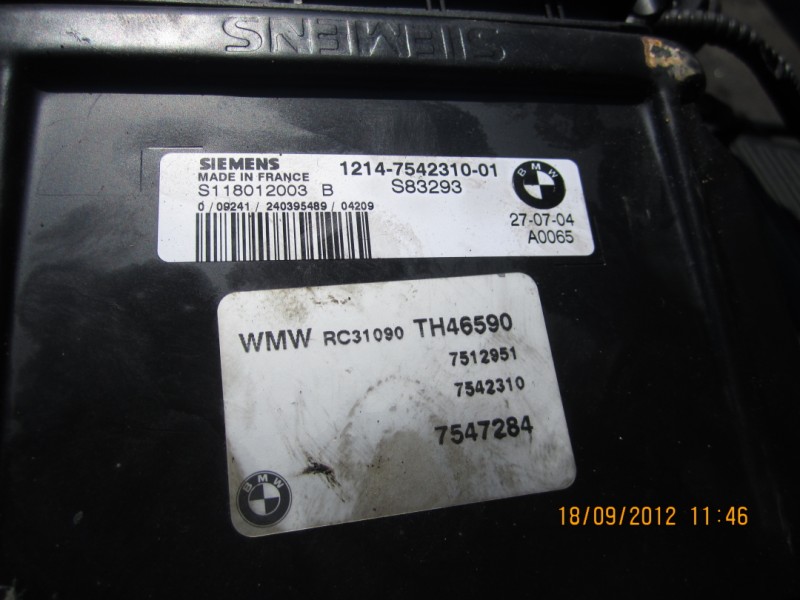 SIEMENS
SIEMENS 1214-7542310-01
MADE IN FRANCE
S118012003 B S83293
0 / 09241 / 240395489 / 04209
BMW
27-07-04
A0065
WMW RC31090 TH46590
7512951
7542310
7547284
BMW
18/09/2012 11:46